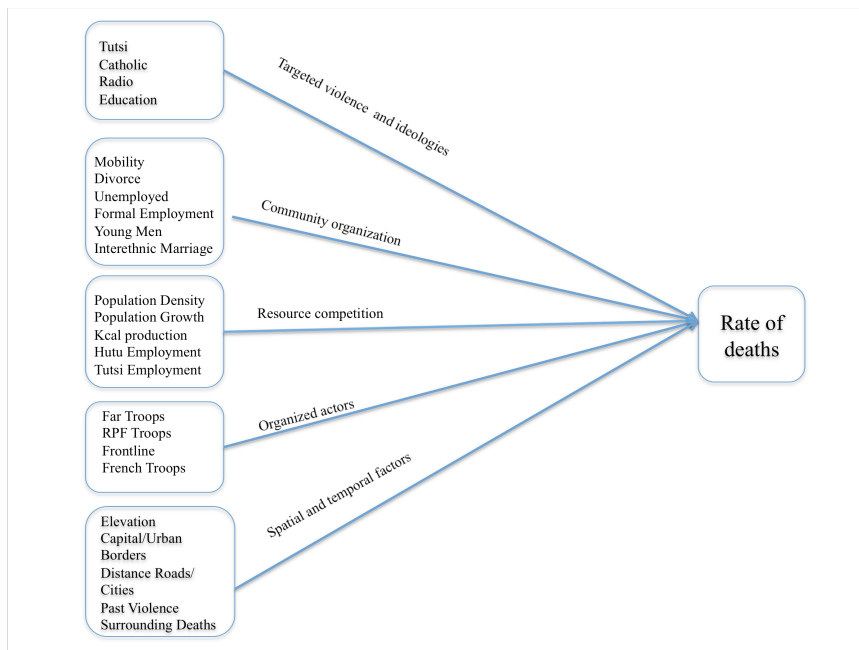 Tutsi
Catholic
Radio
Education
Targeted violence and ideologies
Mobility
Divorce
Unemployed
Formal Employment
Young Men
Interethnic Marriage
Community organization
Population Density
Population Growth
Kcal production
Hutu Employment
Tutsi Employment
Resource competition
Far Troops
RPF Troops
Frontline
French Troops
Organized actors
Elevation
Capital/Urban
Borders
Distance Roads/
Cities
Past Violence
Surrounding Deaths
Spatial and temporal factors
Rate of
deaths